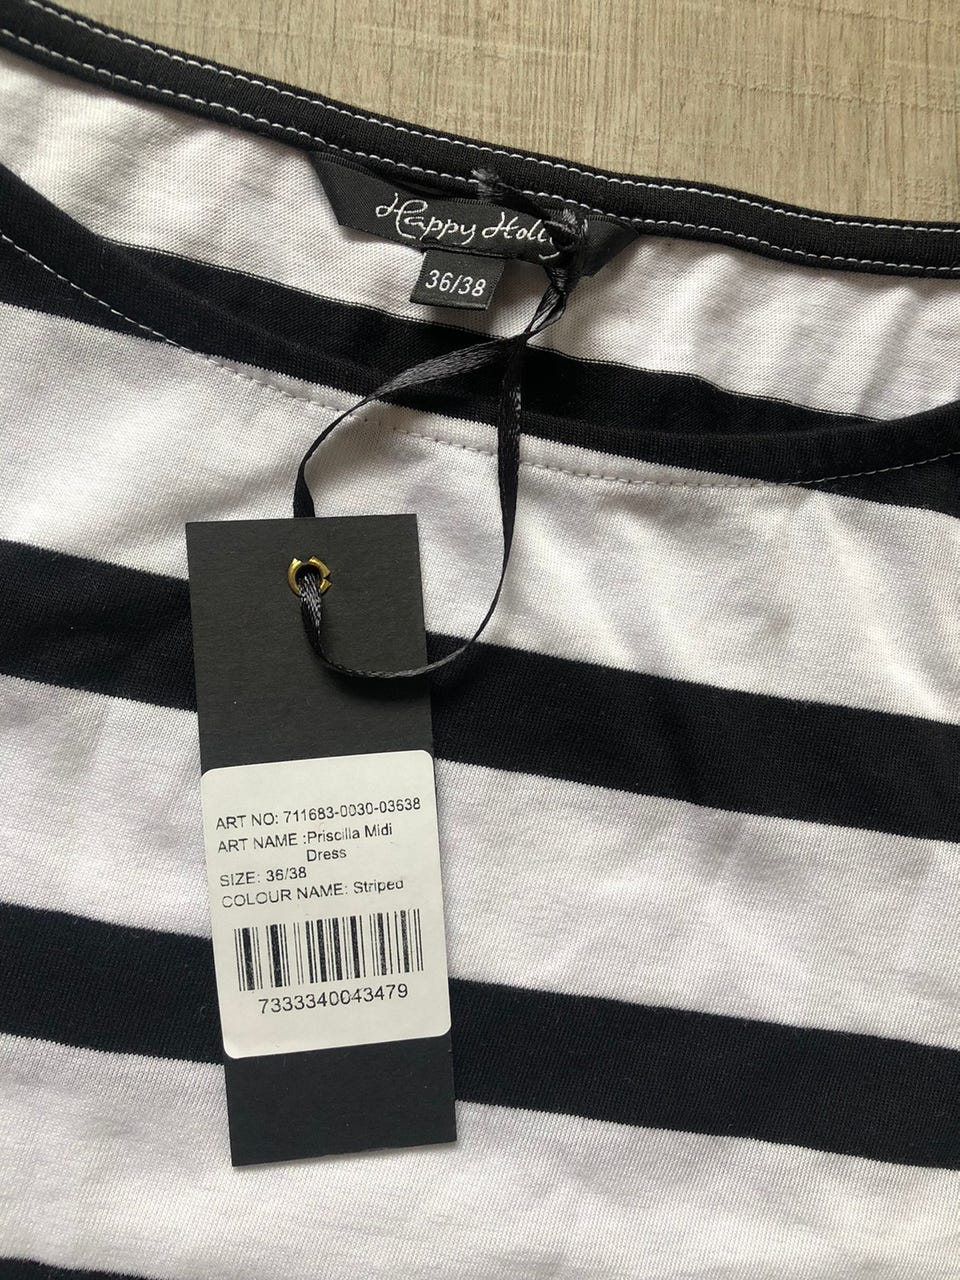 Happy Holly
36/38
ART NO: 711683-0030-03638
ART NAME :Priscilla Midi
Dress
SIZE: 36/38
COLOUR NAME: Striped
7333340043479